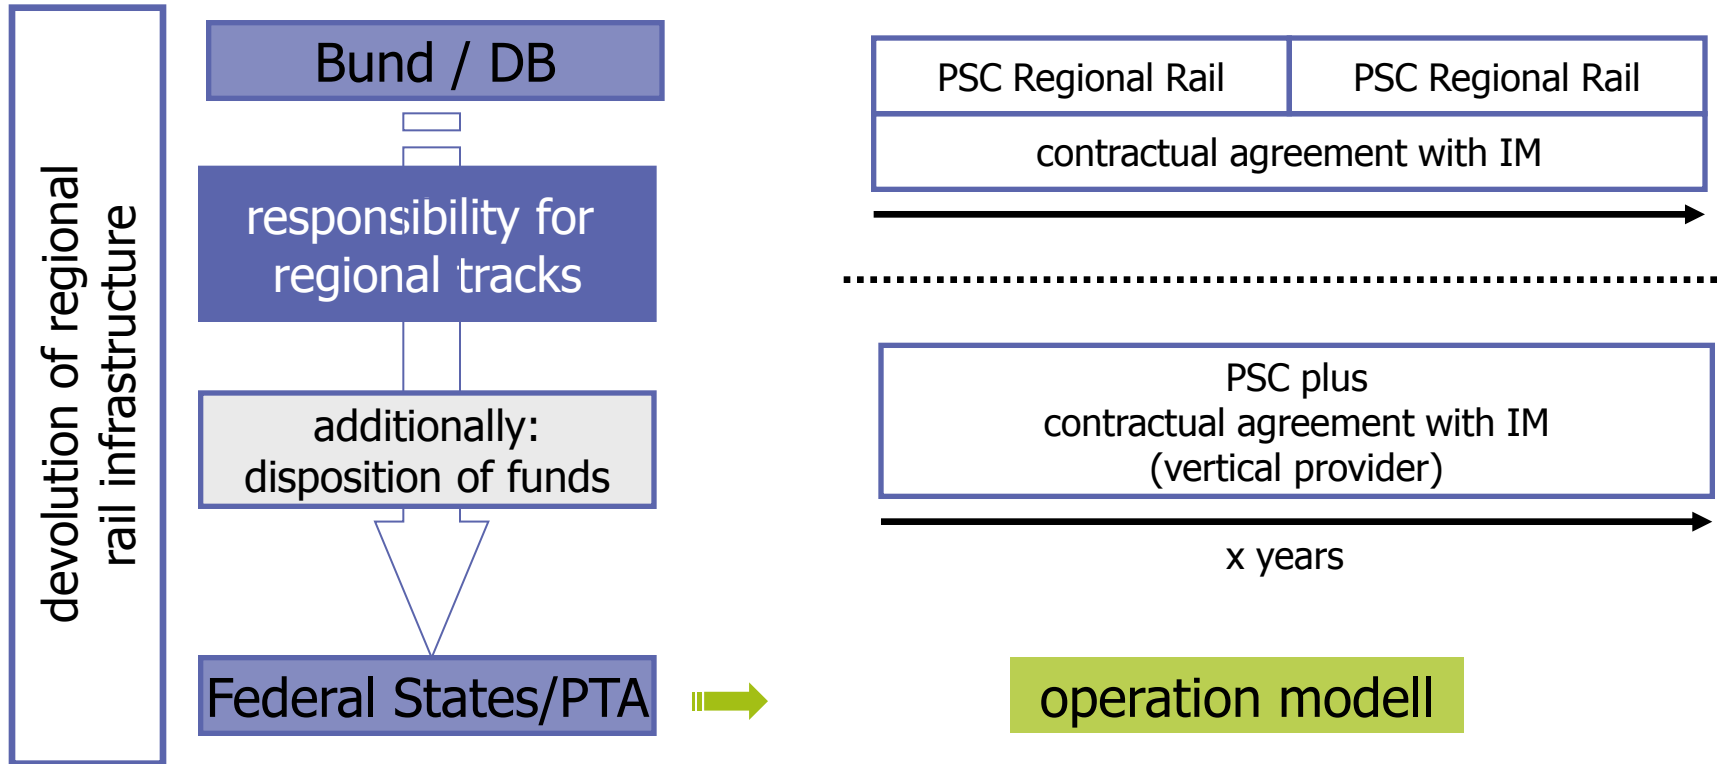 devolution of regional
rail infrastructure
Bund / DB
responsibility for
regional tracks
additionally:
disposition of funds
Federal States/PTA
PSC Regional Rail
PSC Regional Rail
contractual agreement with IM
PSC plus
contractual agreement with IM
(vertical provider)
x years
operation modell